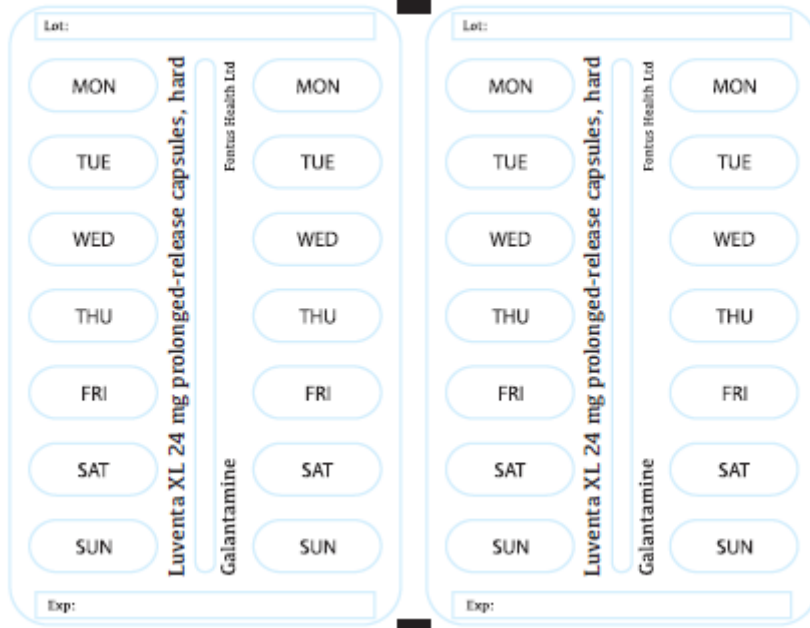 Lot:
MON
TUE
WED
THU
FRI
SAT
SUN
Luventa XL 24 mg prolonged-release capsules, hard
Galantamine
Fontus Health Ltd
MON
TUE
WED
THU
FRI
SAT
SUN
Exp:
Lot:
MON
TUE
WED
THU
FRI
SAT
SUN
Luventa XL 24 mg prolonged-release capsules, hard
Galantamine
Fontus Health Ltd
MON
TUE
WED
THU
FRI
SAT
SUN
Exp: